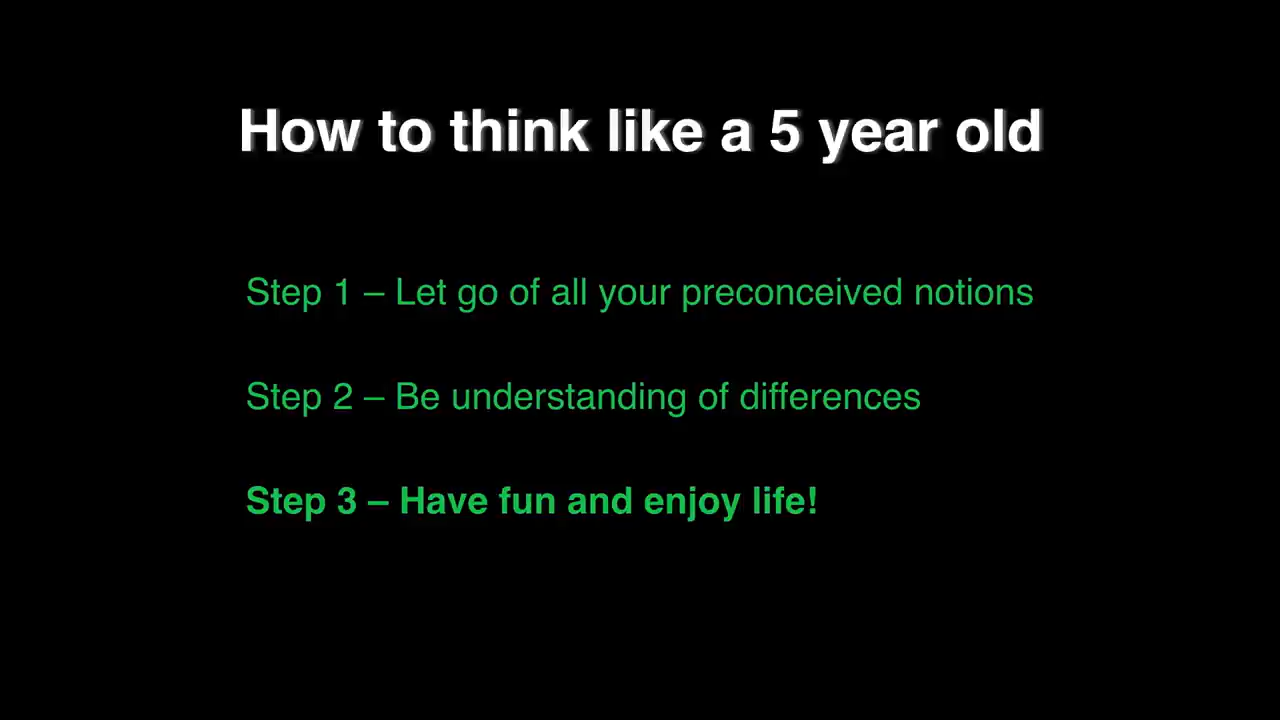 How to think like a 5 year old
Step 1 – Let go of all your preconceived notions
Step 2 – Be understanding of differences
Step 3 – Have fun and enjoy life!